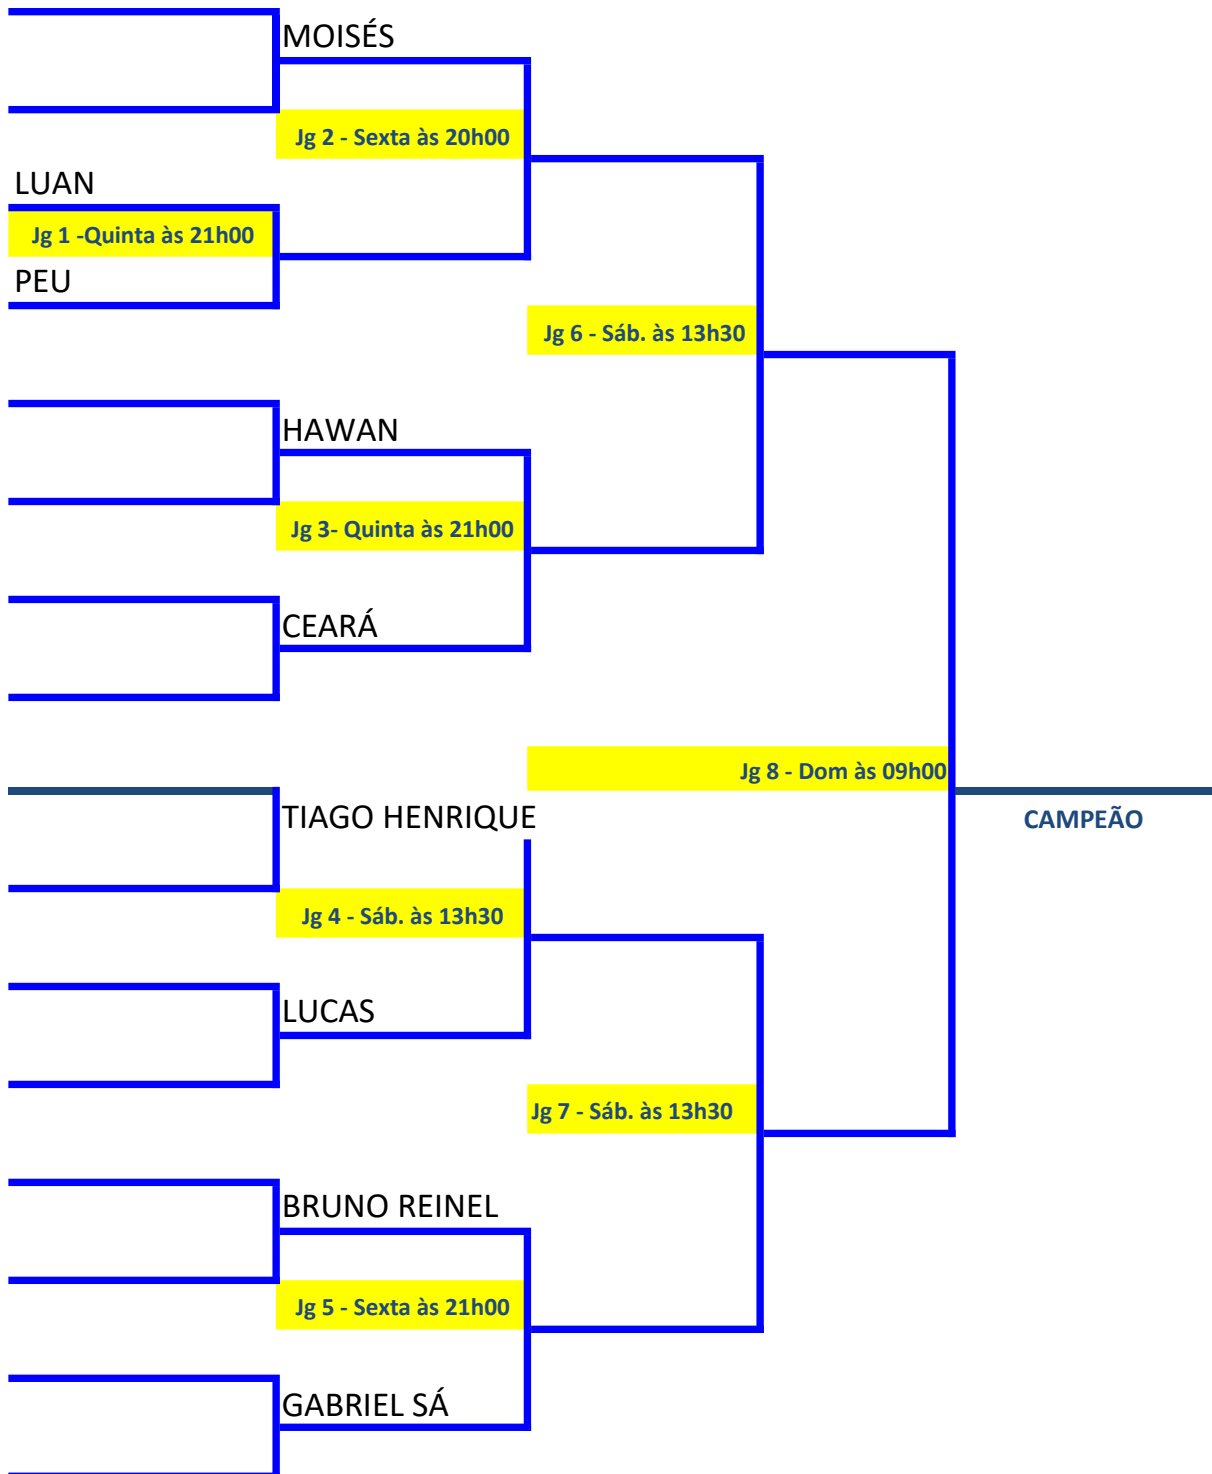 MOISÉS
Jg 2 - Sexta às 20h00
LUAN
Jg 1 -Quinta às 21h00
PEU
Jg 6 - Sáb. às 13h30
HAWAN
Jg 3- Quinta às 21h00
CEARÁ
Jg 8 - Dom às 09h00
TIAGO HENRIQUE
CAMPEÃO
Jg 4 - Sáb. às 13h30
LUCAS
Jg 7 - Sáb. às 13h30
BRUNO REINEL
Jg 5 - Sexta às 21h00
GABRIEL SÁ